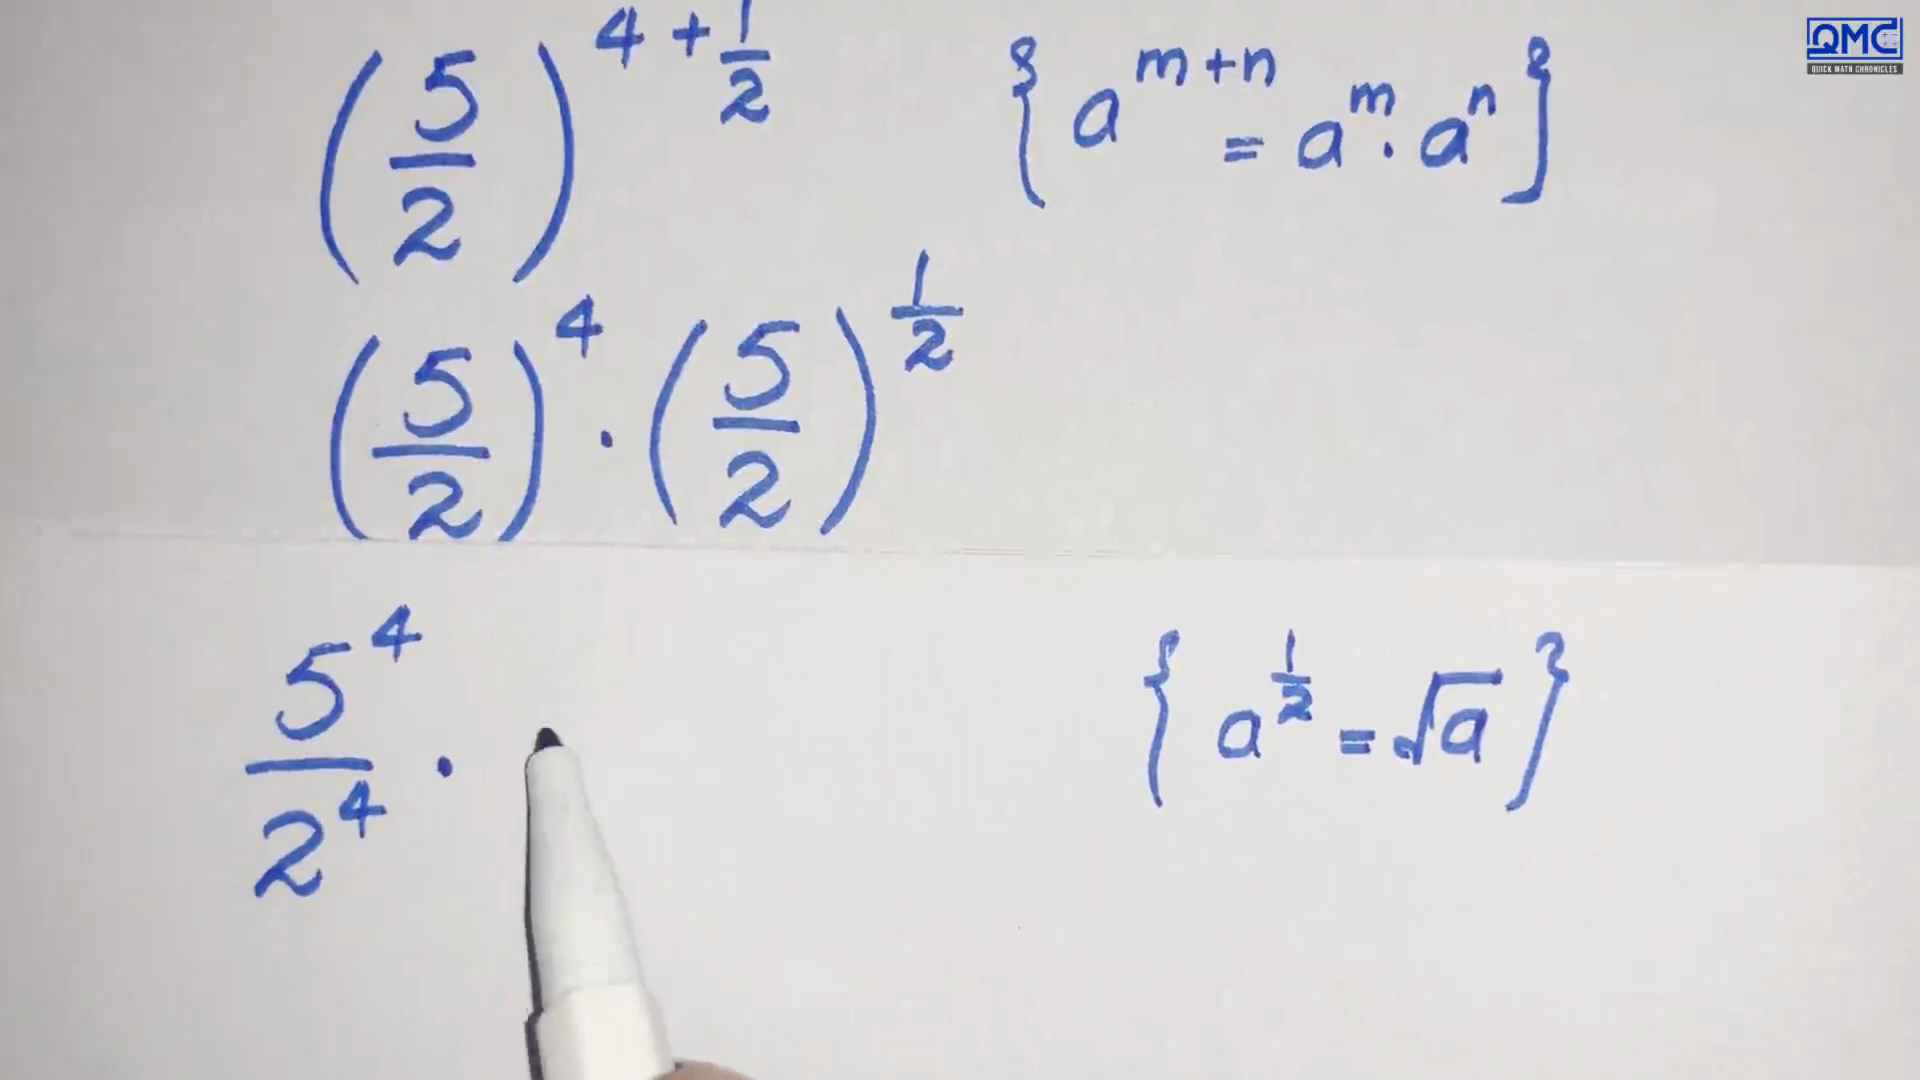 (5/2)^(4 + 1/2) { a^(m+n) = a^m · a^n }
(5/2)^4 · (5/2)^(1/2)
5^4/2^4 · { a^(1/2) = √a }
QMC
QUICK MATH CHRONICLES